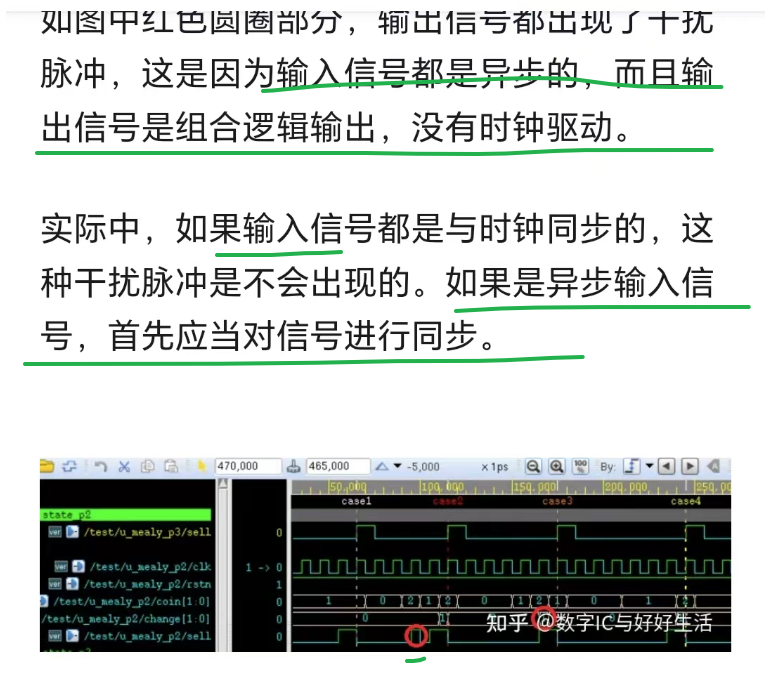 如图中红色圆圈部分，输出信号都出现了干扰
脉冲，这是因为输入信号都是异步的，而且输
出信号是组合逻辑输出，没有时钟驱动。
实际中，如果输入信号都是与时钟同步的，这
种干扰脉冲是不会出现的。如果是异步输入信
号，首先应当对信号进行同步。
470,000 465,000 -5,000 x1ps 100 % By:
50,000 100,000 150,000 200,000 250,0
case1 case2 case3 case4
state_p2
ver /test/u_mealy_p3/sell 0
ver /test/u_mealy_p2/clk 1 -> 0
ver /test/u_mealy_p2/rstn 1
/test/u_mealy_p2/coin[1:0] 0 1 0 2 1 2 0 1 2 1 0 1 2
/test/u_mealy_p2/change[1:0] 0 0 1
ver /test/u_mealy_p2/sell 0
知乎 @数字IC与好好生活